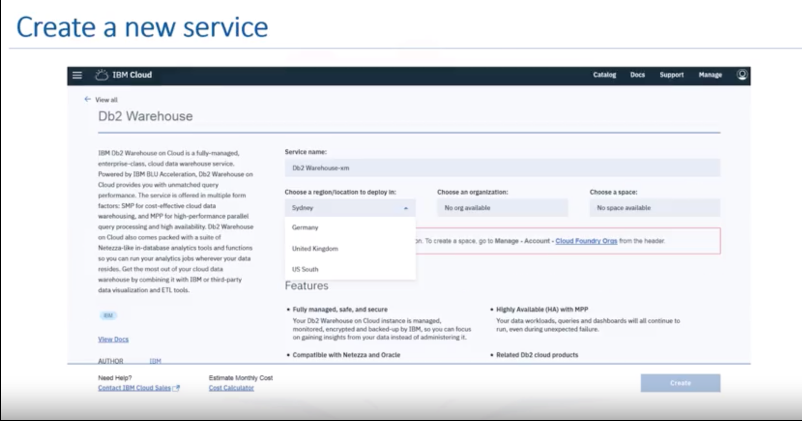 Create a new service
IBM Cloud
Catalog Docs Support Manage
← View all
Db2 Warehouse
IBM Db2 Warehouse on Cloud is a fully-managed,
enterprise-class, cloud data warehouse service.
Powered by IBM BLU Acceleration, Db2 Warehouse on
Cloud provides you with unmatched query
performance. The service is offered in multiple form
factors: SMP for cost-effective cloud data
warehousing, and MPP for high-performance parallel
query processing and high availability. Db2 Warehouse
on Cloud also comes packed with a suite of
Netezza-like in-database analytics tools and functions
so you can run your analytics jobs wherever your data
resides. Get the most out of your cloud data
warehouse by combining it with IBM or third-party
data visualization and ETL tools.
IBM
View Docs
AUTHOR IBM
Service name:
Db2 Warehouse-xm
Choose a region/location to deploy in:
Sydney
Germany
United Kingdom
US South
Choose an organization:
No org available
Choose a space:
No space available
on. To create a space, go to Manage - Account - Cloud Foundry Orgs from the header.
Features
• Fully managed, safe, and secure
Your Db2 Warehouse on Cloud instance is managed,
monitored, encrypted and backed-up by IBM, so you can focus
on gaining insights from your data instead of administering it.
• Compatible with Netezza and Oracle
• Highly Available (HA) with MPP
Your data workloads, queries and dashboards will all continue to
run, even during unexpected failure.
• Related Db2 cloud products
Need Help?
Contact IBM Cloud Sales
Estimate Monthly Cost
Cost Calculator
Create